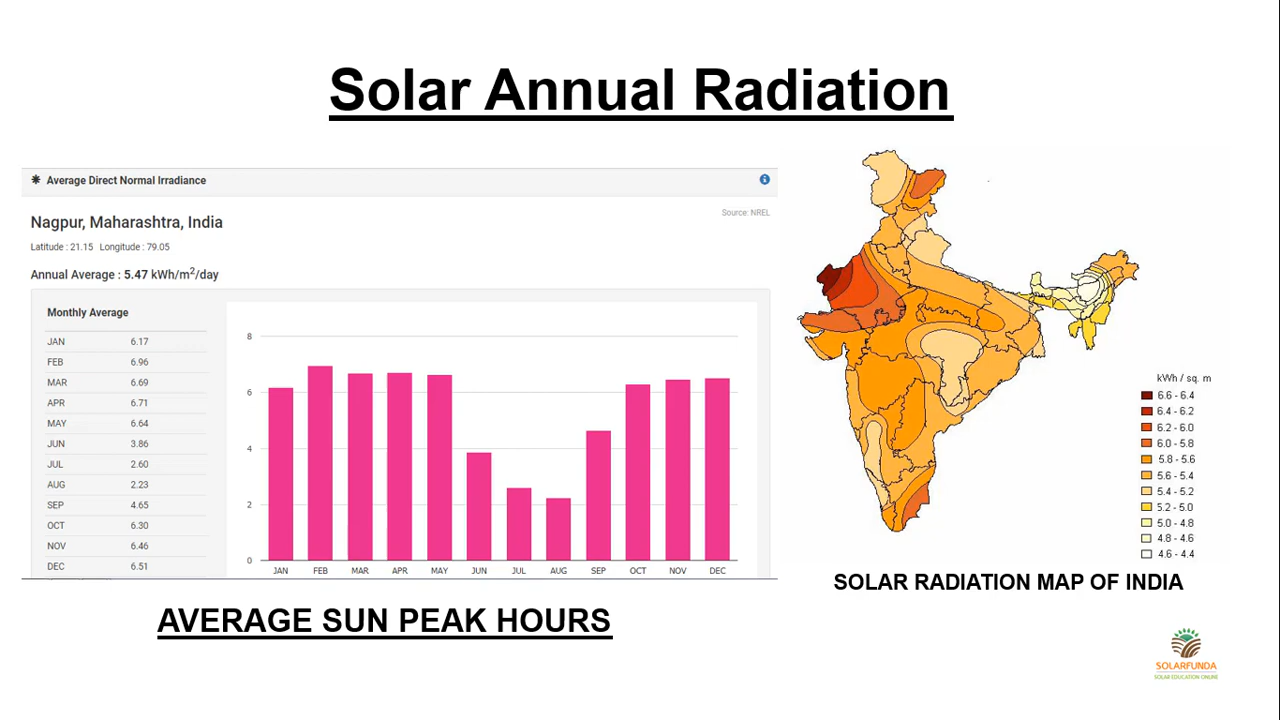 Solar Annual Radiation
Average Direct Normal Irradiance
Nagpur, Maharashtra, India
Source: NREL
Latitude : 21.15 Longitude : 79.05
Annual Average : 5.47 kWh/m²/day
Monthly Average
JAN 6.17
FEB 6.96
MAR 6.69
APR 6.71
MAY 6.64
JUN 3.86
JUL 2.60
AUG 2.23
SEP 4.65
OCT 6.30
NOV 6.46
DEC 6.51
8
6
4
2
0
JAN FEB MAR APR MAY JUN JUL AUG SEP OCT NOV DEC
AVERAGE SUN PEAK HOURS
kWh / sq. m
6.6 - 6.4
6.4 - 6.2
6.2 - 6.0
6.0 - 5.8
5.8 - 5.6
5.6 - 5.4
5.4 - 5.2
5.2 - 5.0
5.0 - 4.8
4.8 - 4.6
4.6 - 4.4
SOLAR RADIATION MAP OF INDIA
SOLARFUNDA
SOLAR EDUCATION ONLINE